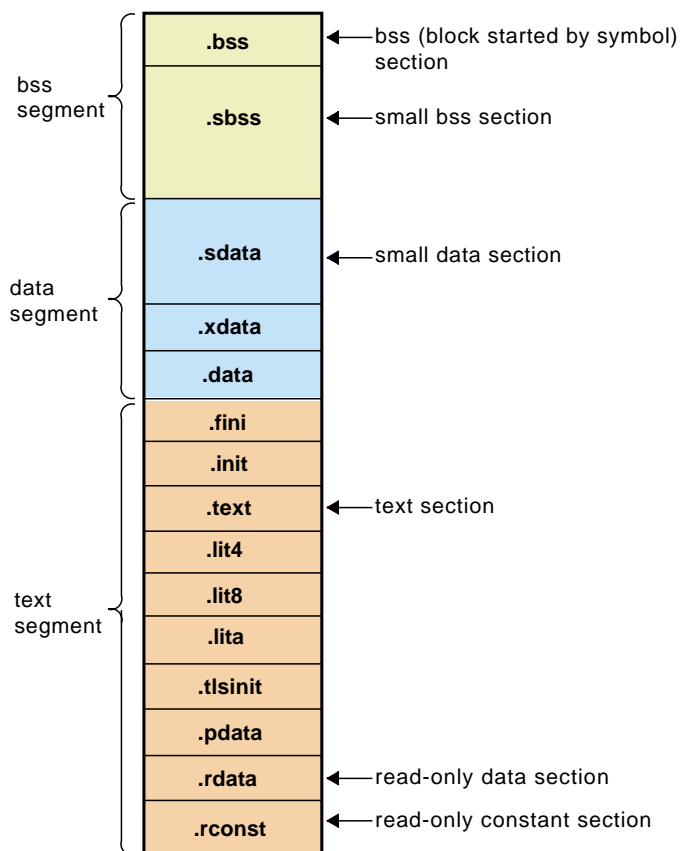 .bss
bss (block started by symbol)
section
bss
segment
.sbss
small bss section
.sdata
small data section
data
segment
.xdata
.data
.fini
.init
.text
text section
.lit4
.lit8
text
segment
.lita
.tlsinit
.pdata
.rdata
read-only data section
.rconst
read-only constant section